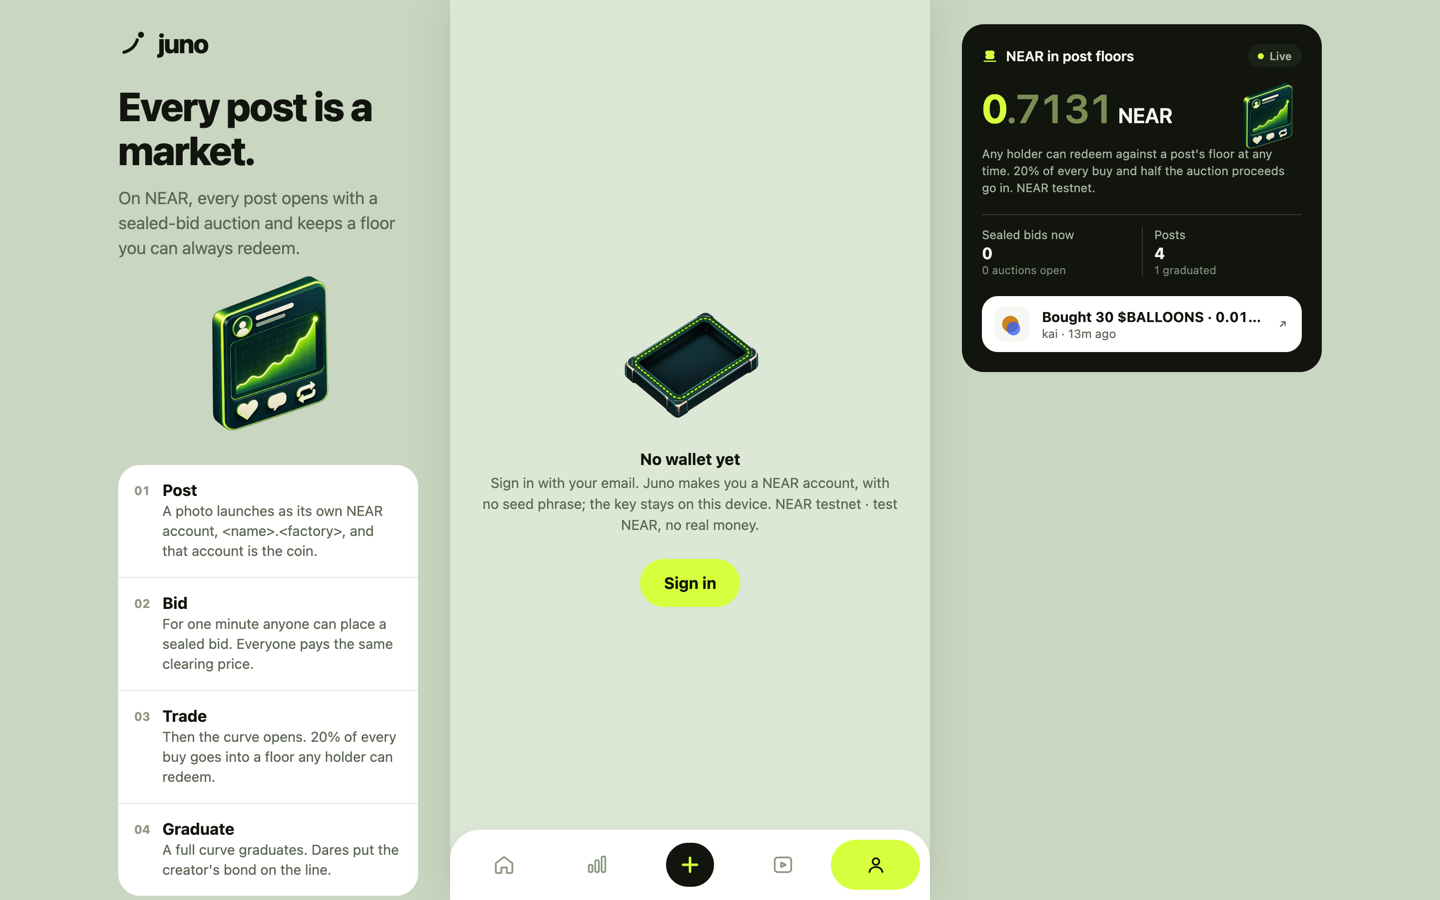 juno
Every post is a
market.
On NEAR, every post opens with a
sealed-bid auction and keeps a floor
you can always redeem.
01 Post
A photo launches as its own NEAR
account, <name>.<factory>, and
that account is the coin.
02 Bid
For one minute anyone can place a
sealed bid. Everyone pays the same
clearing price.
03 Trade
Then the curve opens. 20% of every
buy goes into a floor any holder can
redeem.
04 Graduate
A full curve graduates. Dares put the
creator's bond on the line.
No wallet yet
Sign in with your email. Juno makes you a NEAR account, with
no seed phrase; the key stays on this device. NEAR testnet · test
NEAR, no real money.
Sign in
NEAR in post floors
Live
0.7131 NEAR
Any holder can redeem against a post's floor at any
time. 20% of every buy and half the auction proceeds
go in. NEAR testnet.
Sealed bids now
0
0 auctions open
Posts
4
1 graduated
Bought 30 $BALLOONS · 0.01...
kai · 13m ago